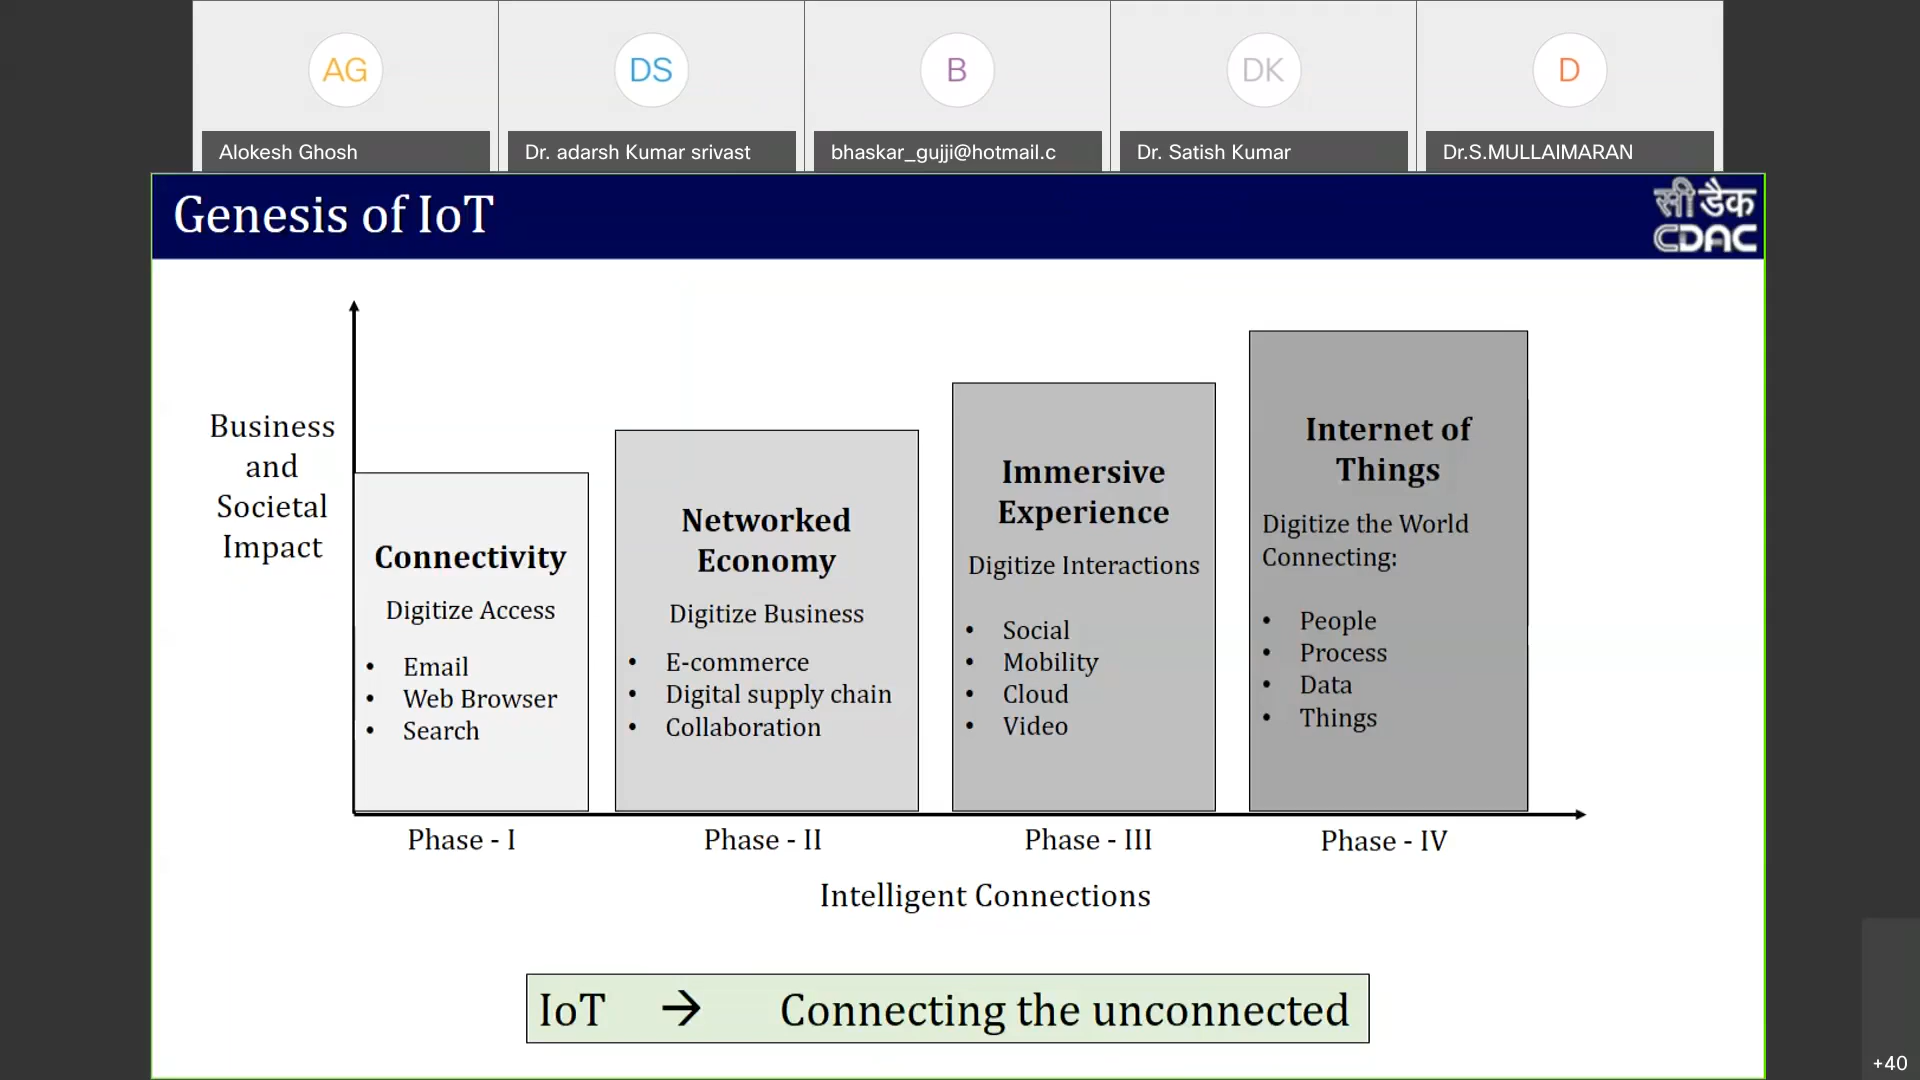 AG
DS
B
DK
D
Alokesh Ghosh
Dr. adarsh Kumar srivast
bhaskar_gujji@hotmail.c
Dr. Satish Kumar
Dr.S.MULLAIMARAN
Genesis of IoT
सी डैक
CDAC
Business
and
Societal
Impact
Connectivity
Digitize Access
• Email
• Web Browser
• Search
Networked
Economy
Digitize Business
• E-commerce
• Digital supply chain
• Collaboration
Immersive
Experience
Digitize Interactions
• Social
• Mobility
• Cloud
• Video
Internet of
Things
Digitize the World
Connecting:
• People
• Process
• Data
• Things
Phase - I
Phase - II
Phase - III
Phase - IV
Intelligent Connections
IoT → Connecting the unconnected
+40